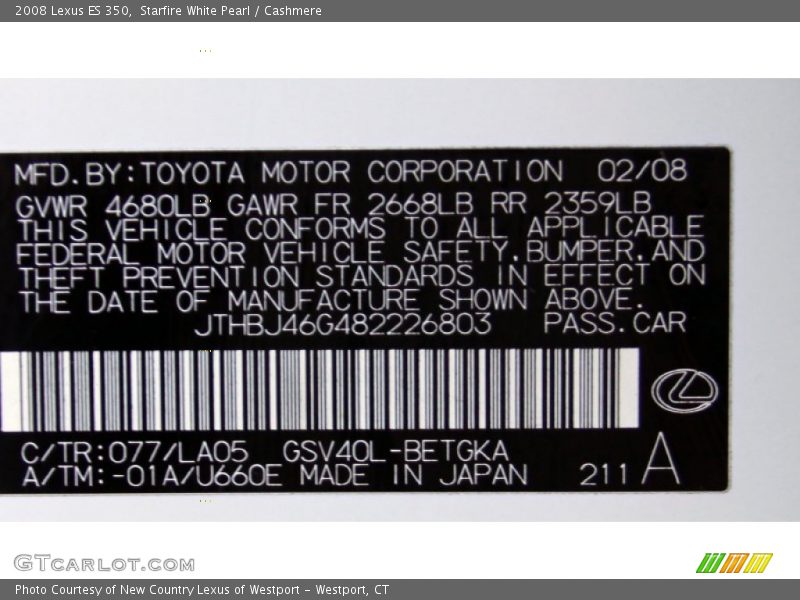 2008 Lexus ES 350,  Starfire White Pearl / Cashmere
MFD.BY:TOYOTA MOTOR CORPORATION 02/08
GVWR 4680LB GAWR FR 2668LB RR 2359LB
THIS VEHICLE CONFORMS TO ALL APPLICABLE
FEDERAL MOTOR VEHICLE SAFETY,BUMPER,AND
THEFT PREVENTION STANDARDS IN EFFECT ON
THE DATE OF MANUFACTURE SHOWN ABOVE.
JTHBJ46G482226803 PASS.CAR
C/TR:077/LA05 GSV40L-BETGKA
A/TM:-01A/U660E MADE IN JAPAN 211 A
GTCARLOT.COM
Photo Courtesy of New Country Lexus of Westport - Westport, CT